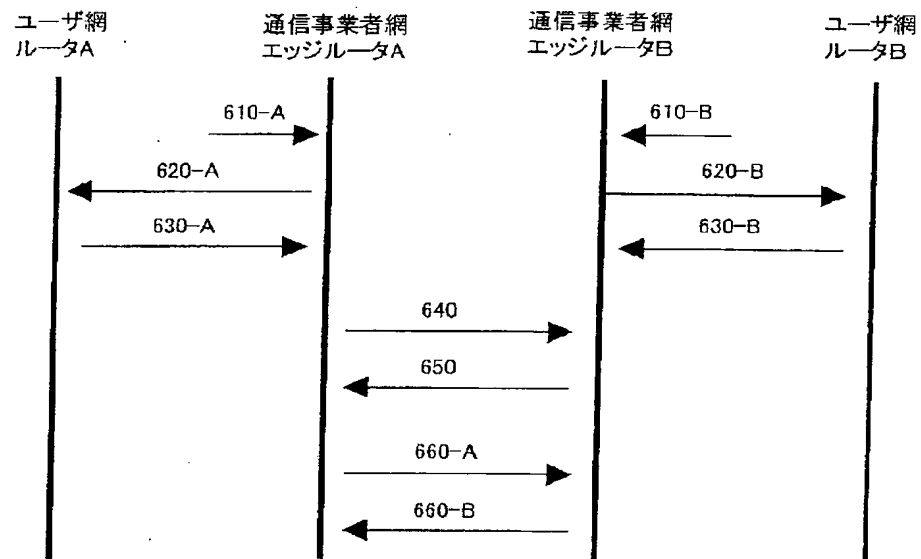 ユーザ網
ルータA
通信事業者網
エッジルータA
通信事業者網
エッジルータB
ユーザ網
ルータB
610-A
610-B
620-A
620-B
630-A
630-B
640
650
660-A
660-B